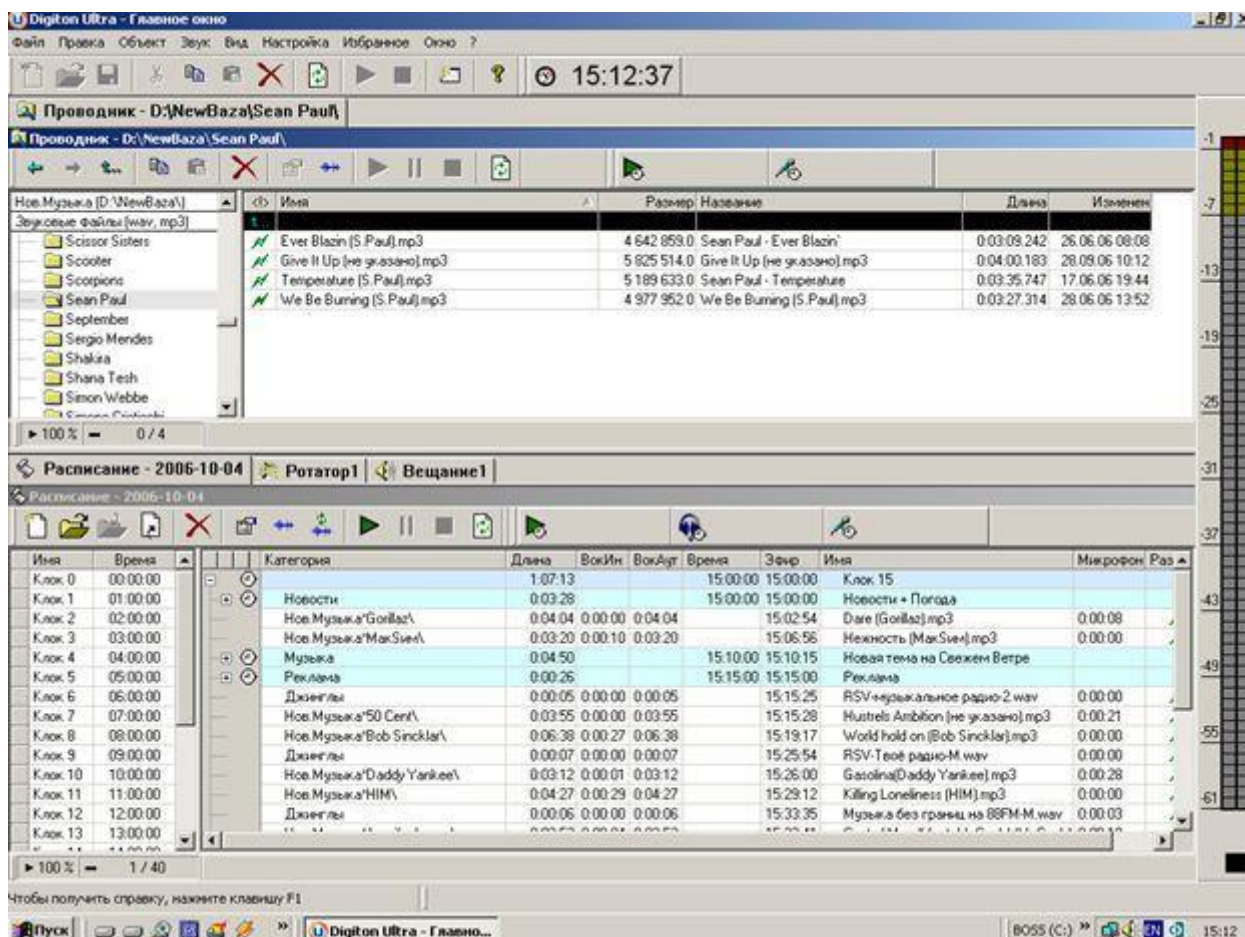 Digiton Ultra - Главное окно
Файл Правка Объект Звук Вид Настройка Избранное Окно ?
15:12:37
Проводник - D:\NewBaza\Sean Paul\
Проводник - D:\NewBaza\Sean Paul\
Нов.Музыка (D:\NewBaza\)
Звуковые файлы (wav, mp3)
Scissor Sisters
Scooter
Scorpions
Sean Paul
September
Sergio Mendes
Shakira
Shana Tesh
Simon Webbe
Имя Размер Название Длина Изменен
Ever Blazin (S.Paul).mp3 4 642 859.0 Sean Paul - Ever Blazin` 0:03:09.242 26.06.06 08:08
Give It Up (не указано).mp3 5 825 514.0 Give It Up (не указано).mp3 0:04:00.183 28.09.06 10:12
Temperature (S.Paul).mp3 5 189 633.0 Sean Paul - Temperature 0:03:35.747 17.06.06 19:44
We Be Burning (S.Paul).mp3 4 977 952.0 We Be Burning (S.Paul).mp3 0:03:27.314 28.06.06 13:52
100 % 0 / 4
Расписание - 2006-10-04 Ротатор1 Вещание1
Расписание - 2006-10-04
Имя Время
Клок 0 00:00:00
Клок 1 01:00:00
Клок 2 02:00:00
Клок 3 03:00:00
Клок 4 04:00:00
Клок 5 05:00:00
Клок 6 06:00:00
Клок 7 07:00:00
Клок 8 08:00:00
Клок 9 09:00:00
Клок 10 10:00:00
Клок 11 11:00:00
Клок 12 12:00:00
Клок 13 13:00:00
Категория Длина ВокИн ВокАут Время Эфир Имя Микрофон Раз
1:07:13 15:00:00 15:00:00 Клок 15
Новости 0:03:28 15:00:00 15:00:00 Новости + Погода
Нов.Музыка*Gorillaz\ 0:04:04 0:00:00 0:04:04 15:02:54 Dare (Gorillaz).mp3 0:00:08
Нов.Музыка*МакSим\ 0:03:20 0:00:10 0:03:20 15:06:56 Нежность (МакSим).mp3 0:00:00
Музыка 0:04:50 15:10:00 15:10:15 Новая тема на Свежем Ветре
Реклама 0:00:26 15:15:00 15:15:00 Реклама
Джинглы 0:00:05 0:00:00 0:00:05 15:15:25 RSV-музыкальное радио-2.wav 0:00:00
Нов.Музыка*50 Cent\ 0:03:55 0:00:00 0:03:55 15:15:28 Hustrels Ambition (не указано).mp3 0:00:21
Нов.Музыка*Bob Sincklar\ 0:06:38 0:00:27 0:06:38 15:19:17 World hold on (Bob Sincklar).mp3 0:00:00
Джинглы 0:00:07 0:00:00 0:00:07 15:25:54 RSV-Твоё радио-M.wav 0:00:00
Нов.Музыка*Daddy Yankee\ 0:03:12 0:00:01 0:03:12 15:26:00 Gasolina(Daddy Yankee).mp3 0:00:28
Нов.Музыка*HIM\ 0:04:27 0:00:29 0:04:27 15:29:12 Killing Loneliness (HIM).mp3 0:00:00
Джинглы 0:00:06 0:00:00 0:00:06 15:33:35 Музыка без границ на 88FM-M.wav 0:00:03
100 % 1 / 40
-1
-7
-13
-19
-25
-31
-37
-43
-49
-55
-61
Чтобы получить справку, нажмите клавишу F1
Пуск Digiton Ultra - Главно... BOSS (C:) EN 15:12